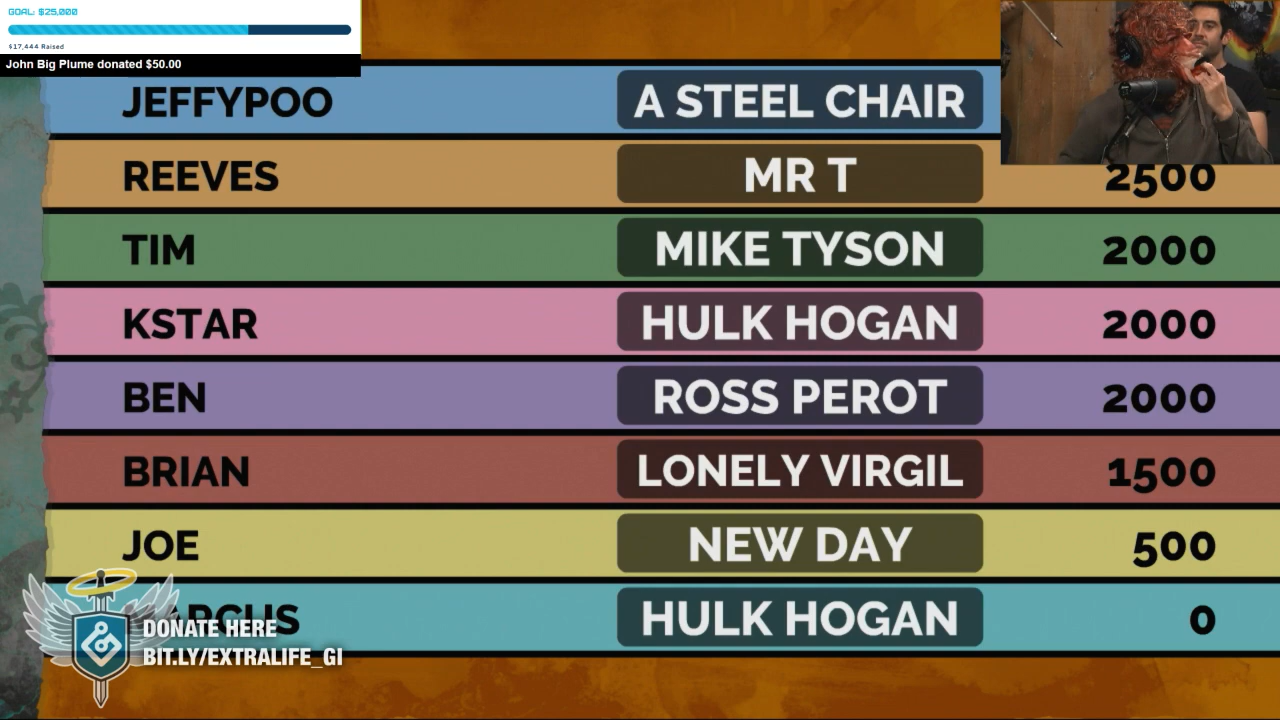 GOAL: $25,000
$17,444 Raised
John Big Plume donated $50.00
JEFFYPOO A STEEL CHAIR
REEVES MR T 2500
TIM MIKE TYSON 2000
KSTAR HULK HOGAN 2000
BEN ROSS PEROT 2000
BRIAN LONELY VIRGIL 1500
JOE NEW DAY 500
HULK HOGAN 0
DONATE HERE
BIT.LY/EXTRALIFE_GI